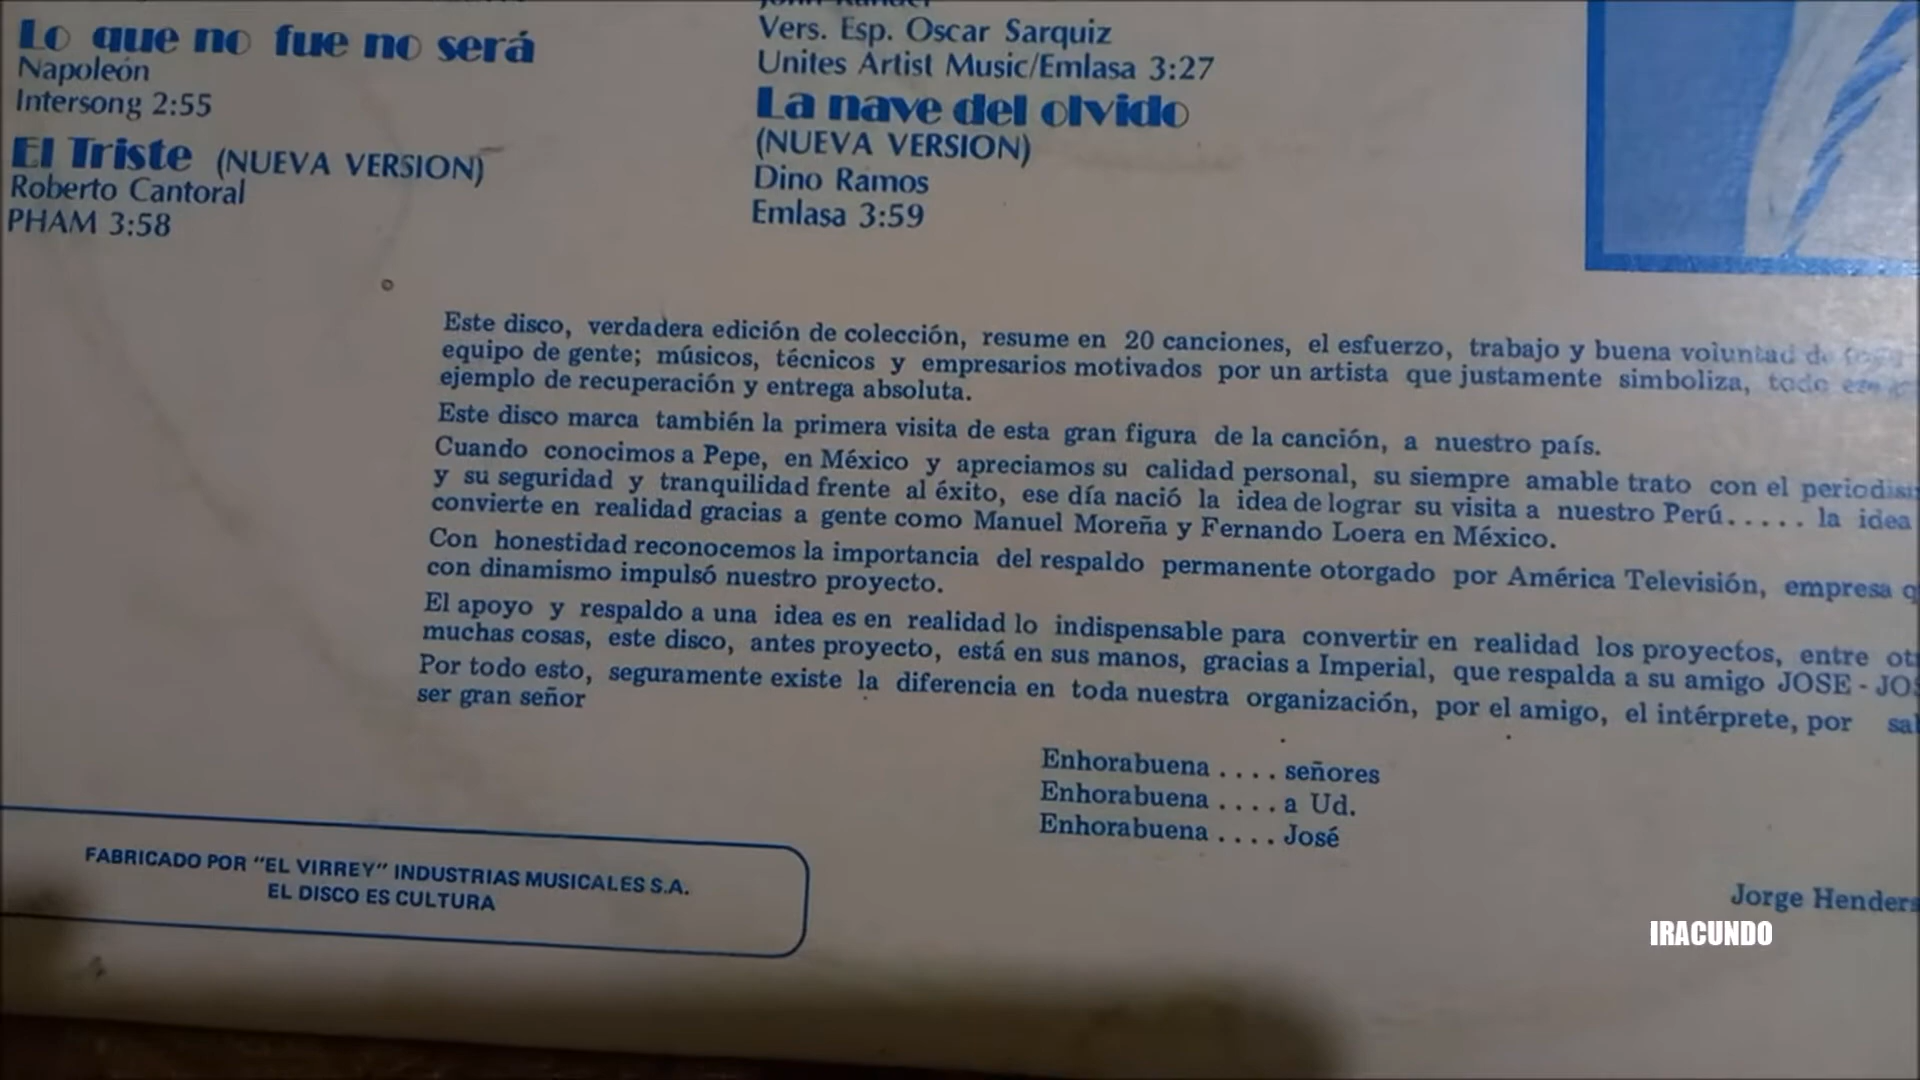 Lo que no fue no será
Napoleón
Intersong 2:55
El Triste (NUEVA VERSION)
Roberto Cantoral
PHAM 3:58
Vers. Esp. Oscar Sarquiz
Unites Artist Music/Emlasa 3:27
La nave del olvido
(NUEVA VERSION)
Dino Ramos
Emlasa 3:59
Este disco, verdadera edición de colección, resume en 20 canciones, el esfuerzo, trabajo y buena voluntad de
equipo de gente; músicos, técnicos y empresarios motivados por un artista que justamente simboliza, todo
ejemplo de recuperación y entrega absoluta.
Este disco marca también la primera visita de esta gran figura de la canción, a nuestro país.
Cuando conocimos a Pepe, en México y apreciamos su calidad personal, su siempre amable trato con el
y su seguridad y tranquilidad frente al éxito, ese día nació la idea de lograr su visita a nuestro Perú..... la idea
convierte en realidad gracias a gente como Manuel Moreña y Fernando Loera en México.
Con honestidad reconocemos la importancia del respaldo permanente otorgado por América Televisión, empresa
con dinamismo impulsó nuestro proyecto.
El apoyo y respaldo a una idea es en realidad lo indispensable para convertir en realidad los proyectos, entre
muchas cosas, este disco, antes proyecto, está en sus manos, gracias a Imperial, que respalda a su amigo JOSE -
Por todo esto, seguramente existe la diferencia en toda nuestra organización, por el amigo, el intérprete, por
ser gran señor
Enhorabuena .... señores
Enhorabuena .... a Ud.
Enhorabuena .... José
Jorge
FABRICADO POR "EL VIRREY" INDUSTRIAS MUSICALES S.A.
EL DISCO ES CULTURA
IRACUNDO